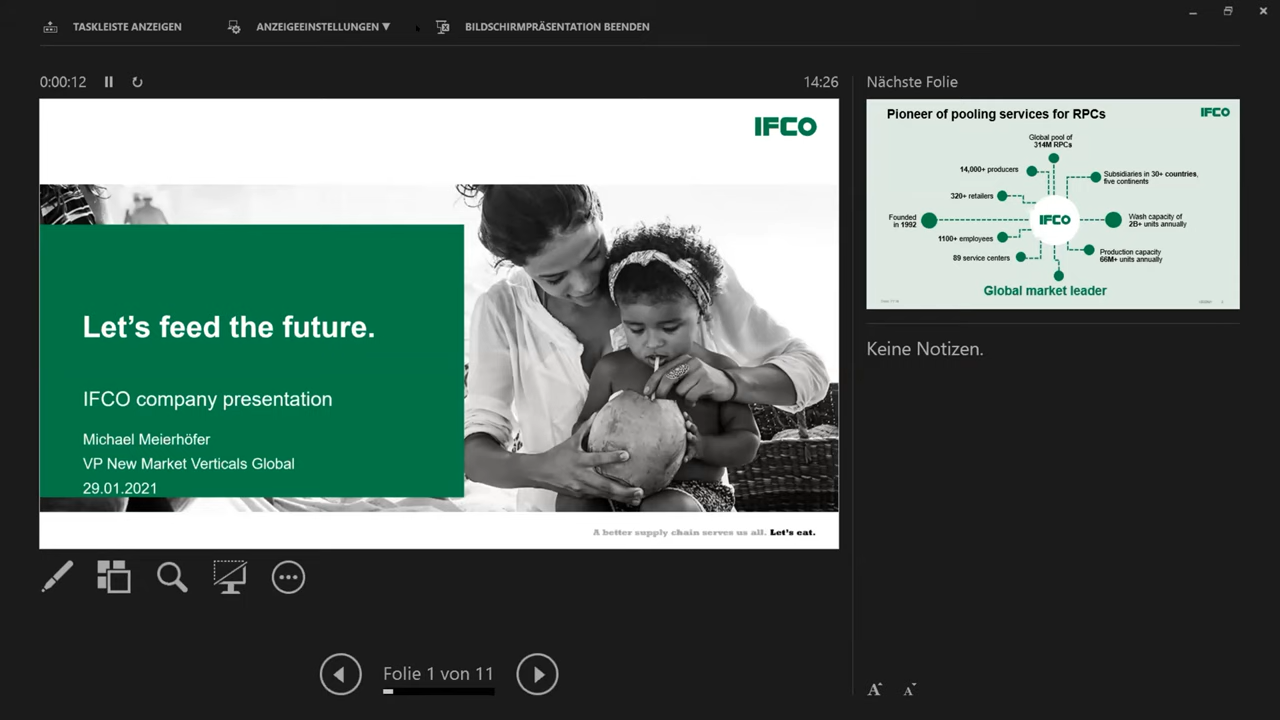 TASKLEISTE ANZEIGEN
ANZEIGEEINSTELLUNGEN ▼
BILDSCHIRMPRÄSENTATION BEENDEN
0:00:12
14:26
IFCO
Let’s feed the future.
IFCO company presentation
Michael Meierhöfer
VP New Market Verticals Global
29.01.2021
A better supply chain serves us all. Let's eat.
Folie 1 von 11
Nächste Folie
Pioneer of pooling services for RPCs
IFCO
Global pool of
314M RPCs
14,000+ producers
Subsidiaries in 30+ countries,
five continents
320+ retailers
Founded
in 1992
IFCO
Wash capacity of
2B+ units annually
1100+ employees
89 service centers
Production capacity
66M+ units annually
Global market leader
Keine Notizen.
A
A